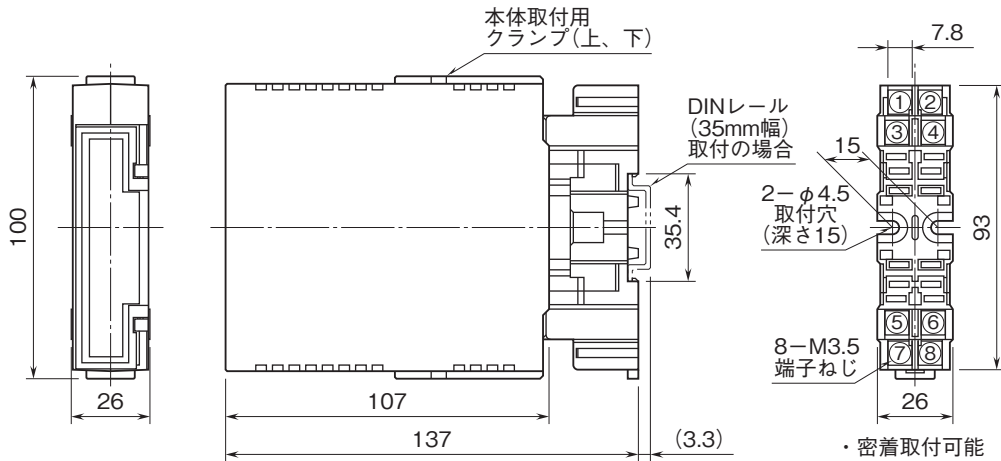 本体取付用
クランプ(上、下)
7.8
DINレール
(35mm幅)
取付の場合
① ②
③ ④
15
2−φ4.5
取付穴
(深さ15)
100
35.4
93
⑤ ⑥
⑦ ⑧
8−M3.5
端子ねじ
26
107
26
137
(3.3)
・密着取付可能